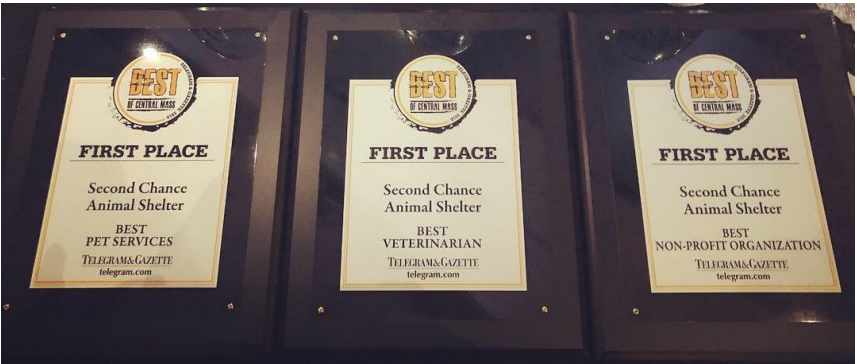 BEST
OF CENTRAL MASS
FIRST PLACE
Second Chance
Animal Shelter
BEST
PET SERVICES
TELEGRAM&GAZETTE
telegram.com
BEST
OF CENTRAL MASS
FIRST PLACE
Second Chance
Animal Shelter
BEST
VETERINARIAN
TELEGRAM&GAZETTE
telegram.com
BEST
OF CENTRAL MASS
TELEGRAM & GAZETTE
FIRST PLACE
Second Chance
Animal Shelter
BEST
NON-PROFIT ORGANIZATION
TELEGRAM&GAZETTE
telegram.com